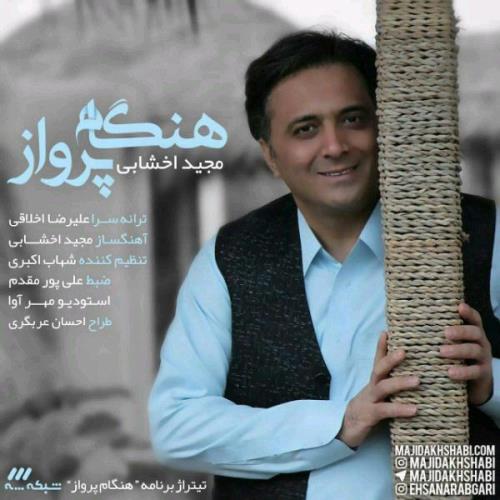 هنگام
پرواز
مجید اخشابی
ترانه سرا علیرضا اخلاقی
آهنگساز مجید اخشابی
تنظیم کننده شهاب اکبری
ضبط علی پور مقدم
استودیو مهر آوا
طراح احسان عربگری
تیتراژ برنامه "هنگام پرواز" شبکه سه
MAJIDAKHSHABI.COM
@MAJIDAKHSHABI
@MAJIDAKHSHABI
@EHSANARABGARI